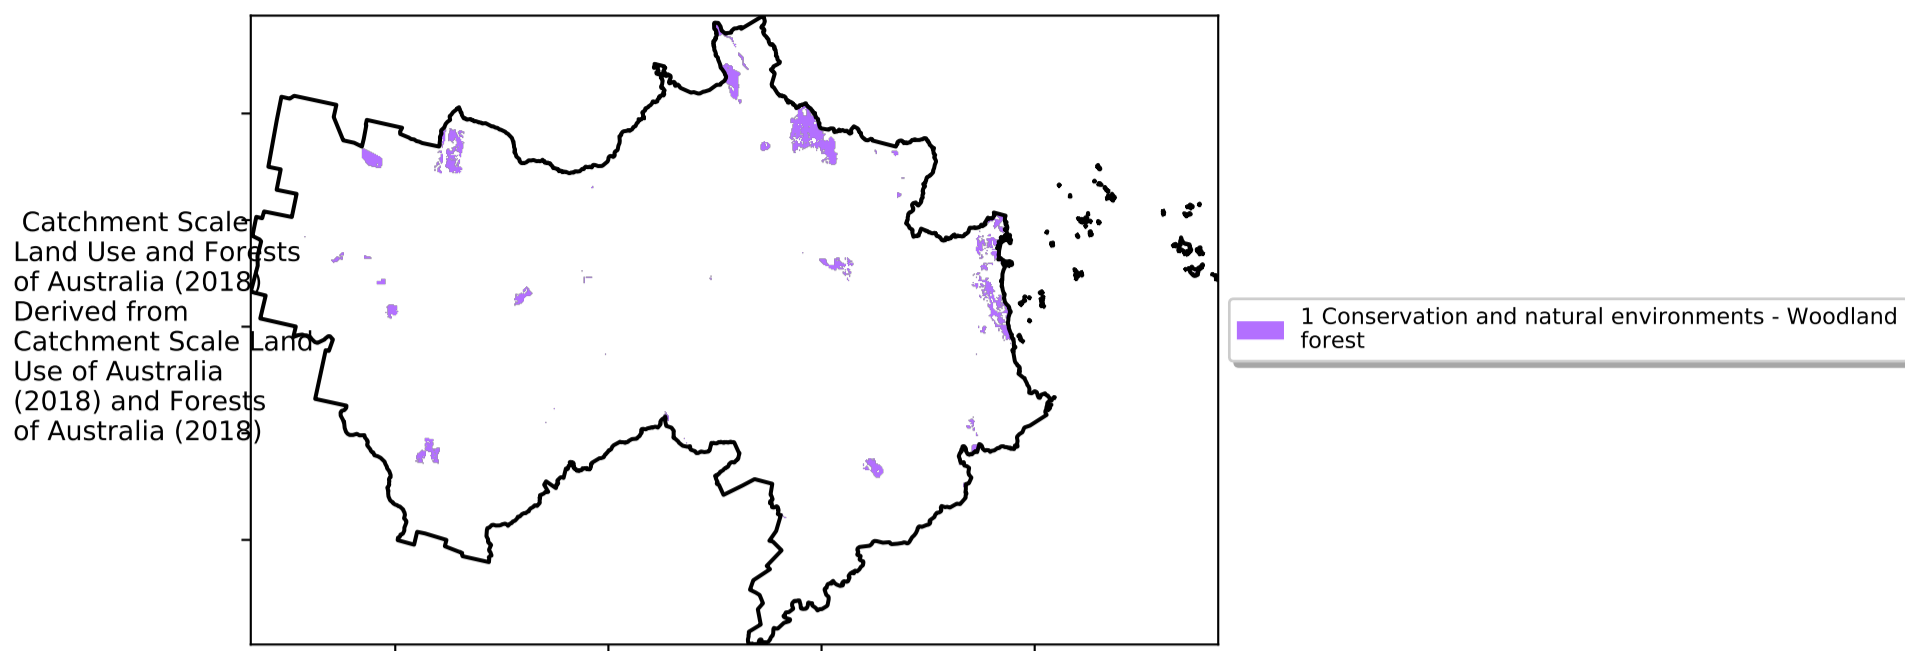 Catchment Scale
Land Use and Forests
of Australia (2018)
Derived from
Catchment Scale Land
Use of Australia
(2018) and Forests
of Australia (2018)
1 Conservation and natural environments - Woodland
forest